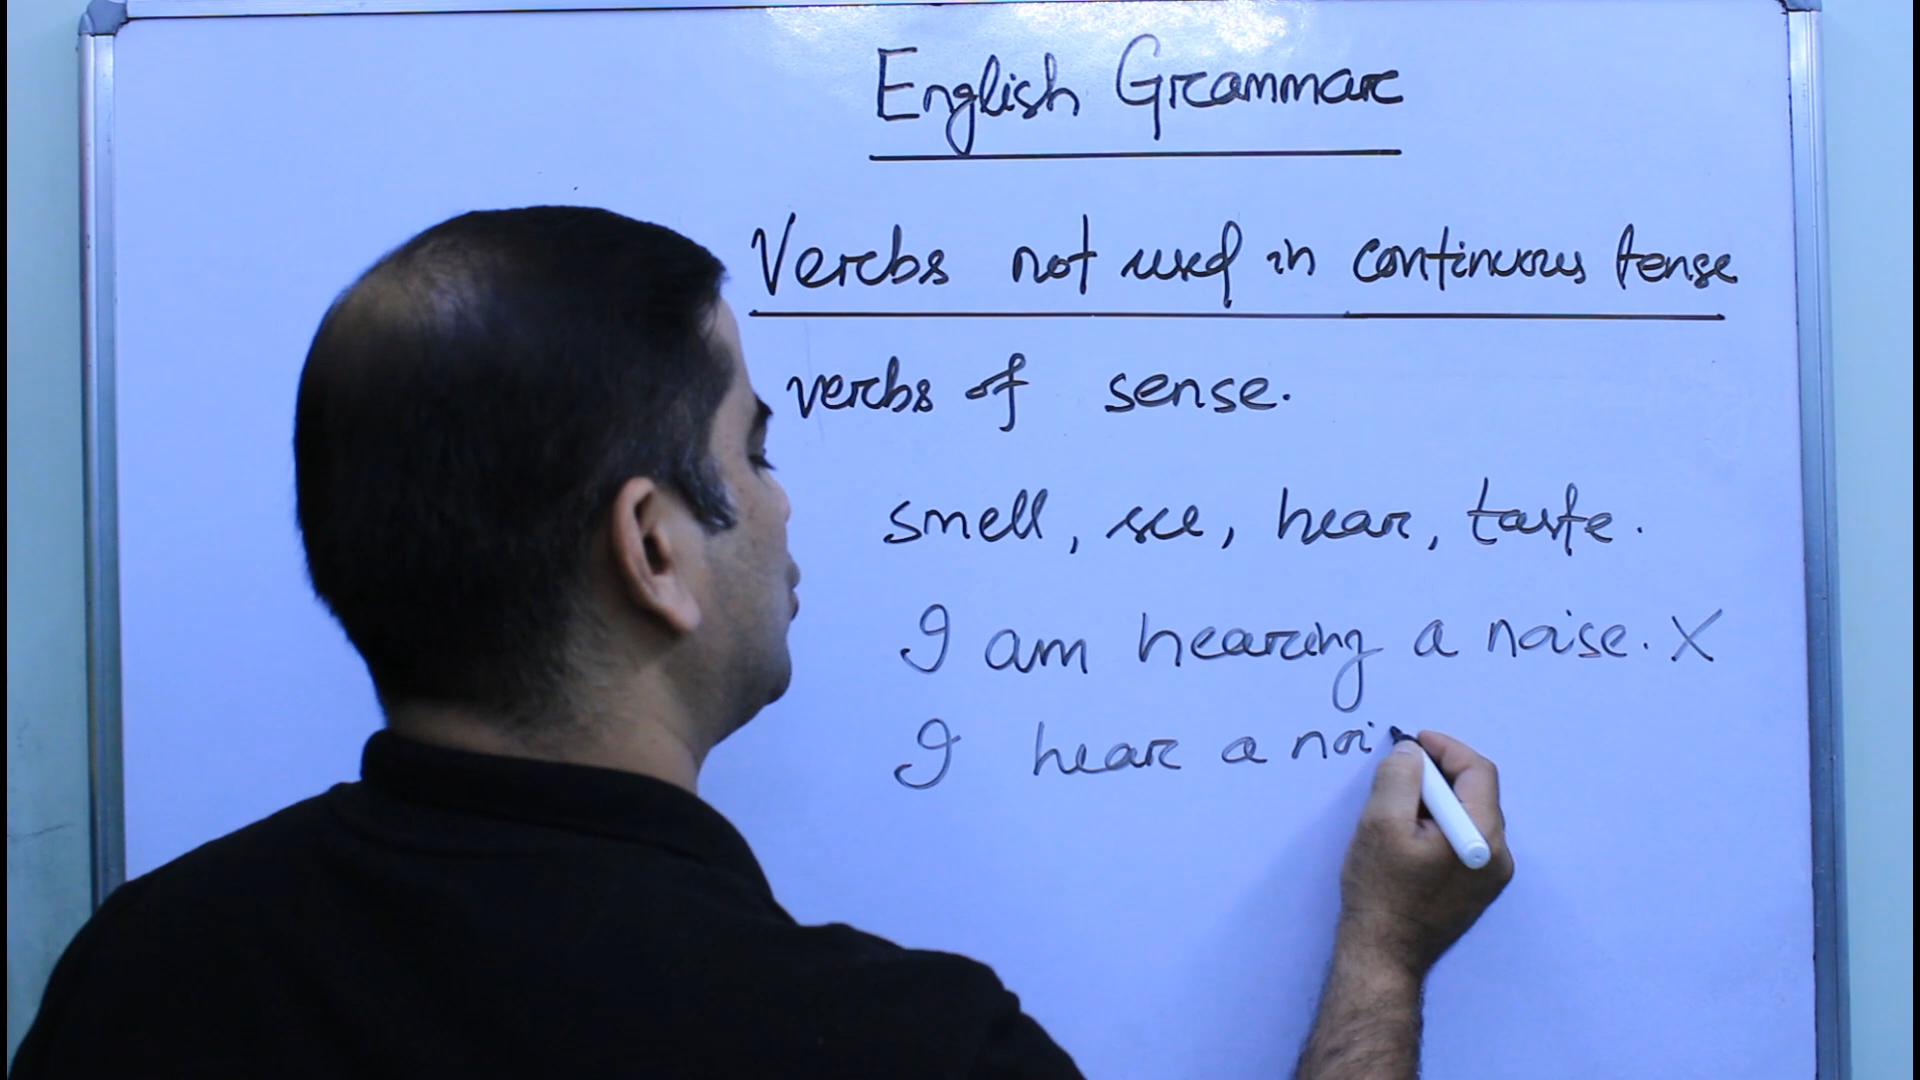 English Grammar
Verbs not used in continuous tense
verbs of sense.
smell, see, hear, taste.
I am hearing a noise. X
I hear a noi